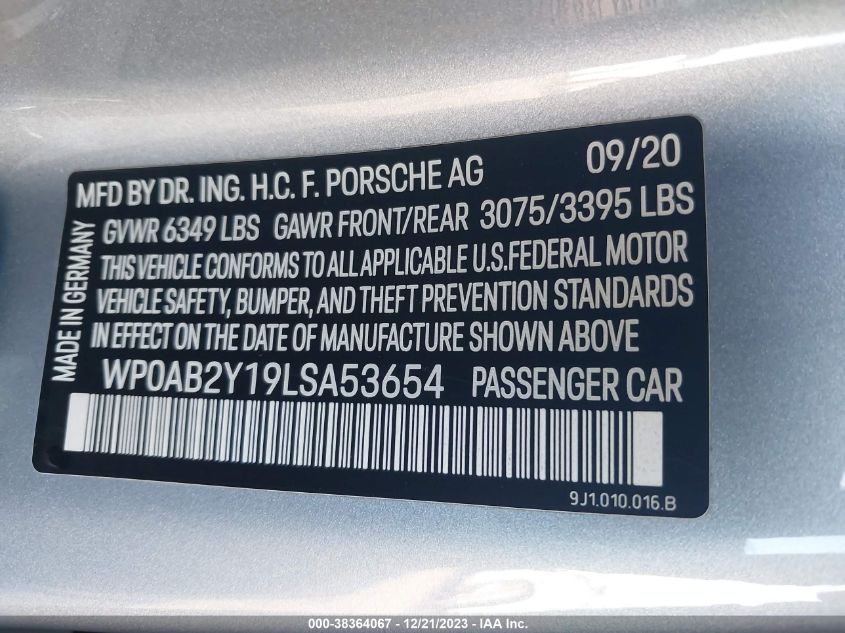 MFD BY DR. ING. H.C. F. PORSCHE AG 09/20
GVWR 6349 LBS GAWR FRONT/REAR 3075/3395 LBS
THIS VEHICLE CONFORMS TO ALL APPLICABLE U.S.FEDERAL MOTOR
VEHICLE SAFETY, BUMPER, AND THEFT PREVENTION STANDARDS
IN EFFECT ON THE DATE OF MANUFACTURE SHOWN ABOVE
MADE IN GERMANY
WP0AB2Y19LSA53654 PASSENGER CAR
9J1.010.016.B
000-38364067 - 12/21/2023 - IAA Inc.